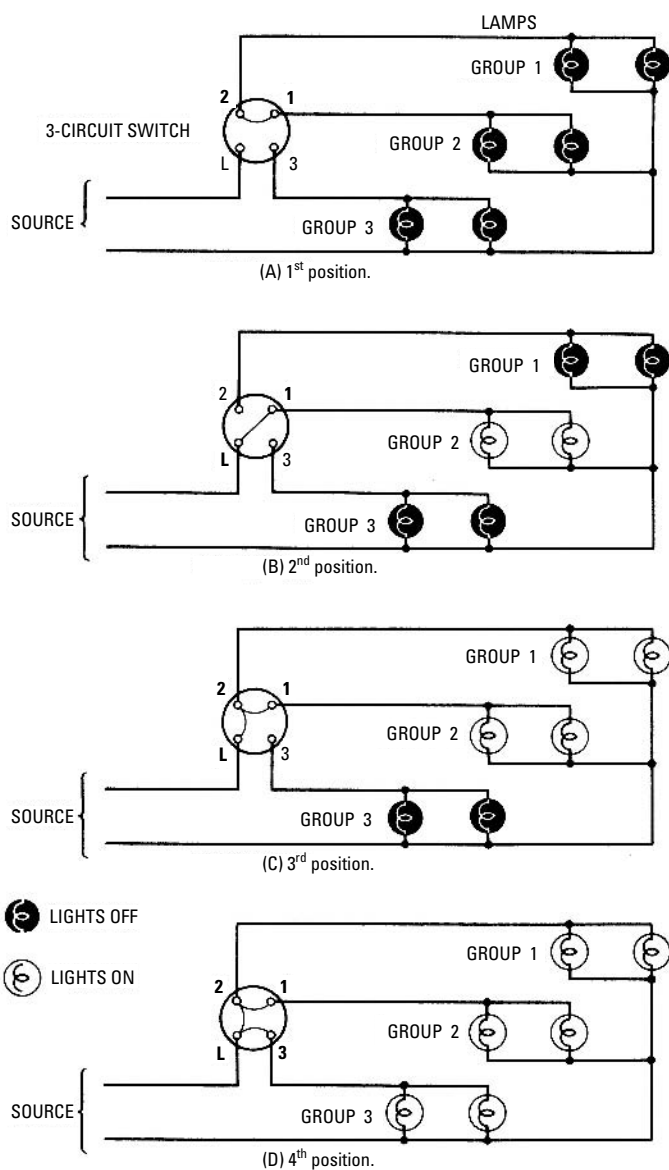 LAMPS
GROUP 1
2 1
3-CIRCUIT SWITCH
GROUP 2
L 3
SOURCE
GROUP 3
(A) 1st position.
GROUP 1
2 1
GROUP 2
L 3
SOURCE
GROUP 3
(B) 2nd position.
GROUP 1
2 1
GROUP 2
L 3
SOURCE
GROUP 3
(C) 3rd position.
LIGHTS OFF
GROUP 1
LIGHTS ON
2 1
GROUP 2
L 3
SOURCE
GROUP 3
(D) 4th position.